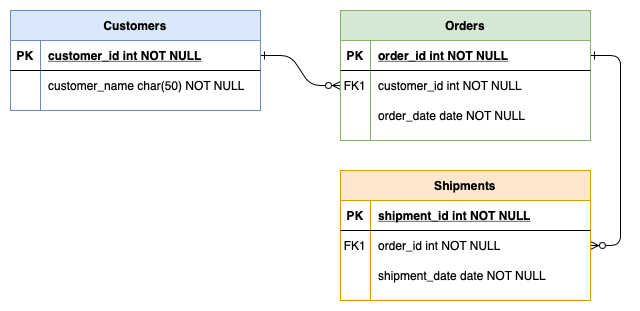 Customers
PK customer_id int NOT NULL
customer_name char(50) NOT NULL
Orders
PK order_id int NOT NULL
FK1 customer_id int NOT NULL
order_date date NOT NULL
Shipments
PK shipment_id int NOT NULL
FK1 order_id int NOT NULL
shipment_date date NOT NULL